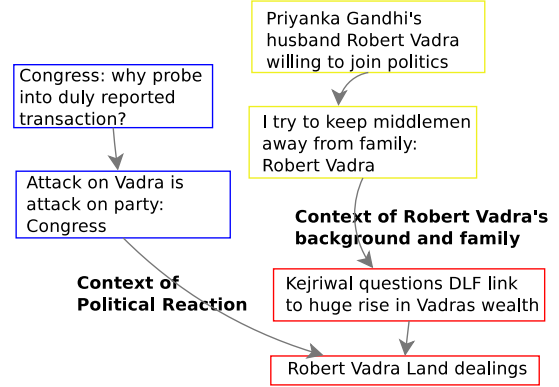 Priyanka Gandhi's
husband Robert Vadra
willing to join politics
Congress: why probe
into duly reported
transaction?
I try to keep middlemen
away from family:
Robert Vadra
Attack on Vadra is
attack on party:
Congress
Context of Robert Vadra's
background and family
Context of
Political Reaction
Kejriwal questions DLF link
to huge rise in Vadras wealth
Robert Vadra Land dealings